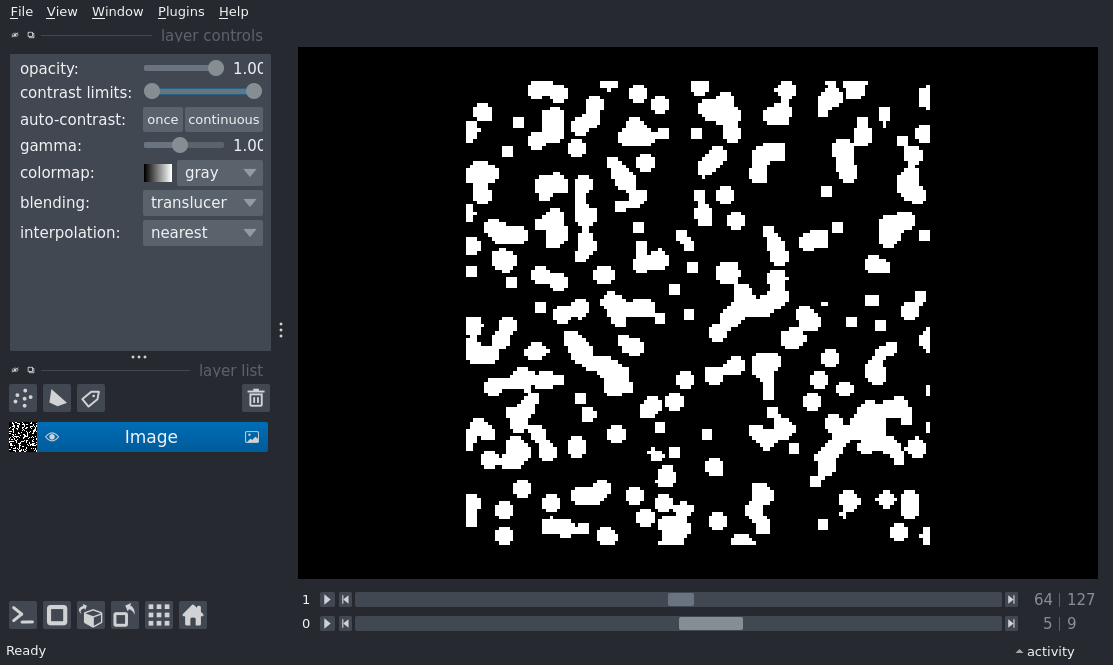 File View Window Plugins Help
layer controls
opacity: 1.00
contrast limits:
auto-contrast: once continuous
gamma: 1.00
colormap: gray
blending: translucer
interpolation: nearest
layer list
Image
1 64 | 127
0 5 | 9
Ready activity